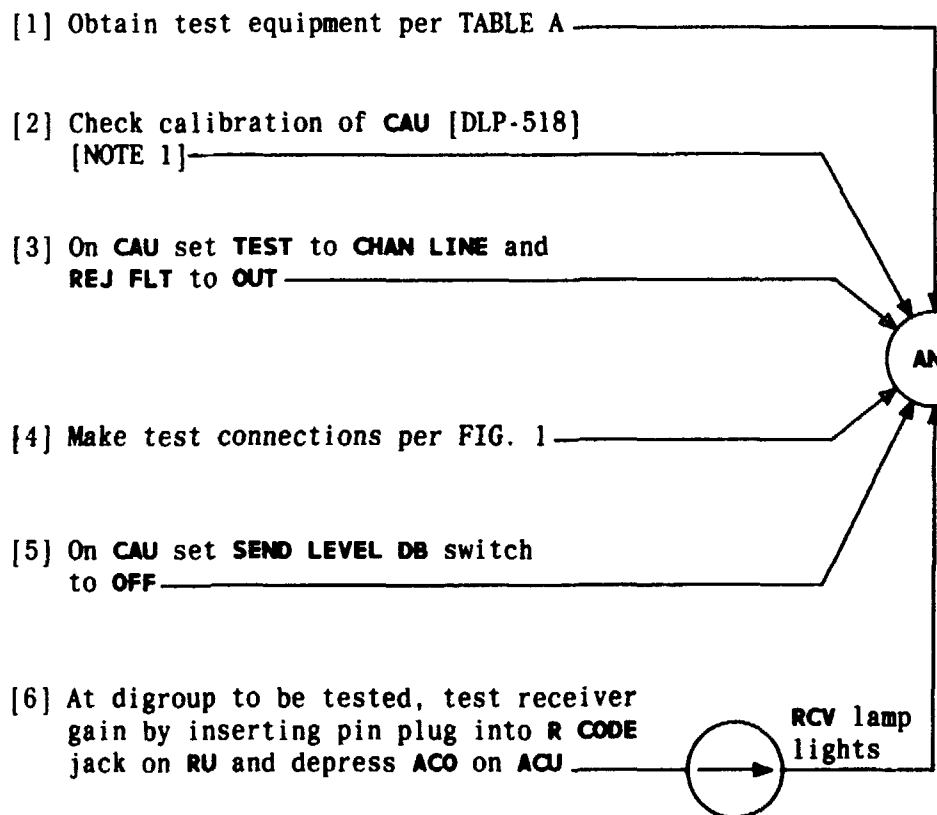 [1] Obtain test equipment per TABLE A
[2] Check calibration of CAU [DLP-518]
[NOTE 1]
[3] On CAU set TEST to CHAN LINE and
REJ FLT to OUT
AN
[4] Make test connections per FIG. 1
[5] On CAU set SEND LEVEL DB switch
to OFF
[6] At digroup to be tested, test receiver
gain by inserting pin plug into R CODE
jack on RU and depress ACO on ACU
RCV lamp
lights